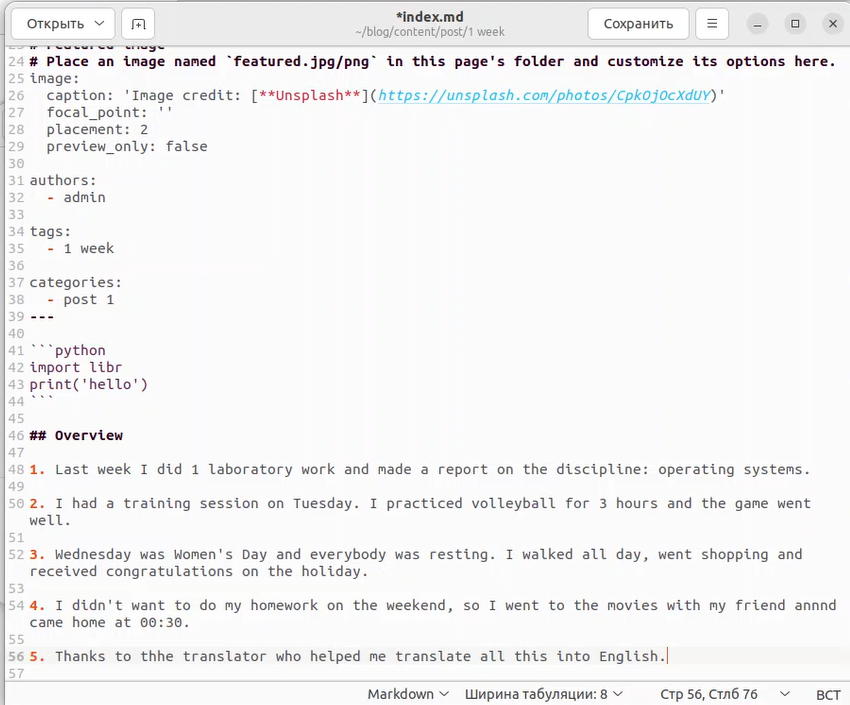 Открыть
*index.md
~/blog/content/post/1 week
Сохранить
23 # Featured image
24 # Place an image named `featured.jpg/png` in this page's folder and customize its options here.
25 image:
26   caption: 'Image credit: [**Unsplash**](https://unsplash.com/photos/CpkOjOcXdUY)'
27   focal_point: ''
28   placement: 2
29   preview_only: false
30
31 authors:
32   - admin
33
34 tags:
35   - 1 week
36
37 categories:
38   - post 1
39 ---
40
41 ```python
42 import libr
43 print('hello')
44 ```
45
46 ## Overview
47
48 1. Last week I did 1 laboratory work and made a report on the discipline: operating systems.
49
50 2. I had a training session on Tuesday. I practiced volleyball for 3 hours and the game went
well.
51
52 3. Wednesday was Women's Day and everybody was resting. I walked all day, went shopping and
received congratulations on the holiday.
53
54 4. I didn't want to do my homework on the weekend, so I went to the movies with my friend annnd
came home at 00:30.
55
56 5. Thanks to thhe translator who helped me translate all this into English.
57
Markdown Ширина табуляции: 8 Стр 56, Стлб 76 ВСТ